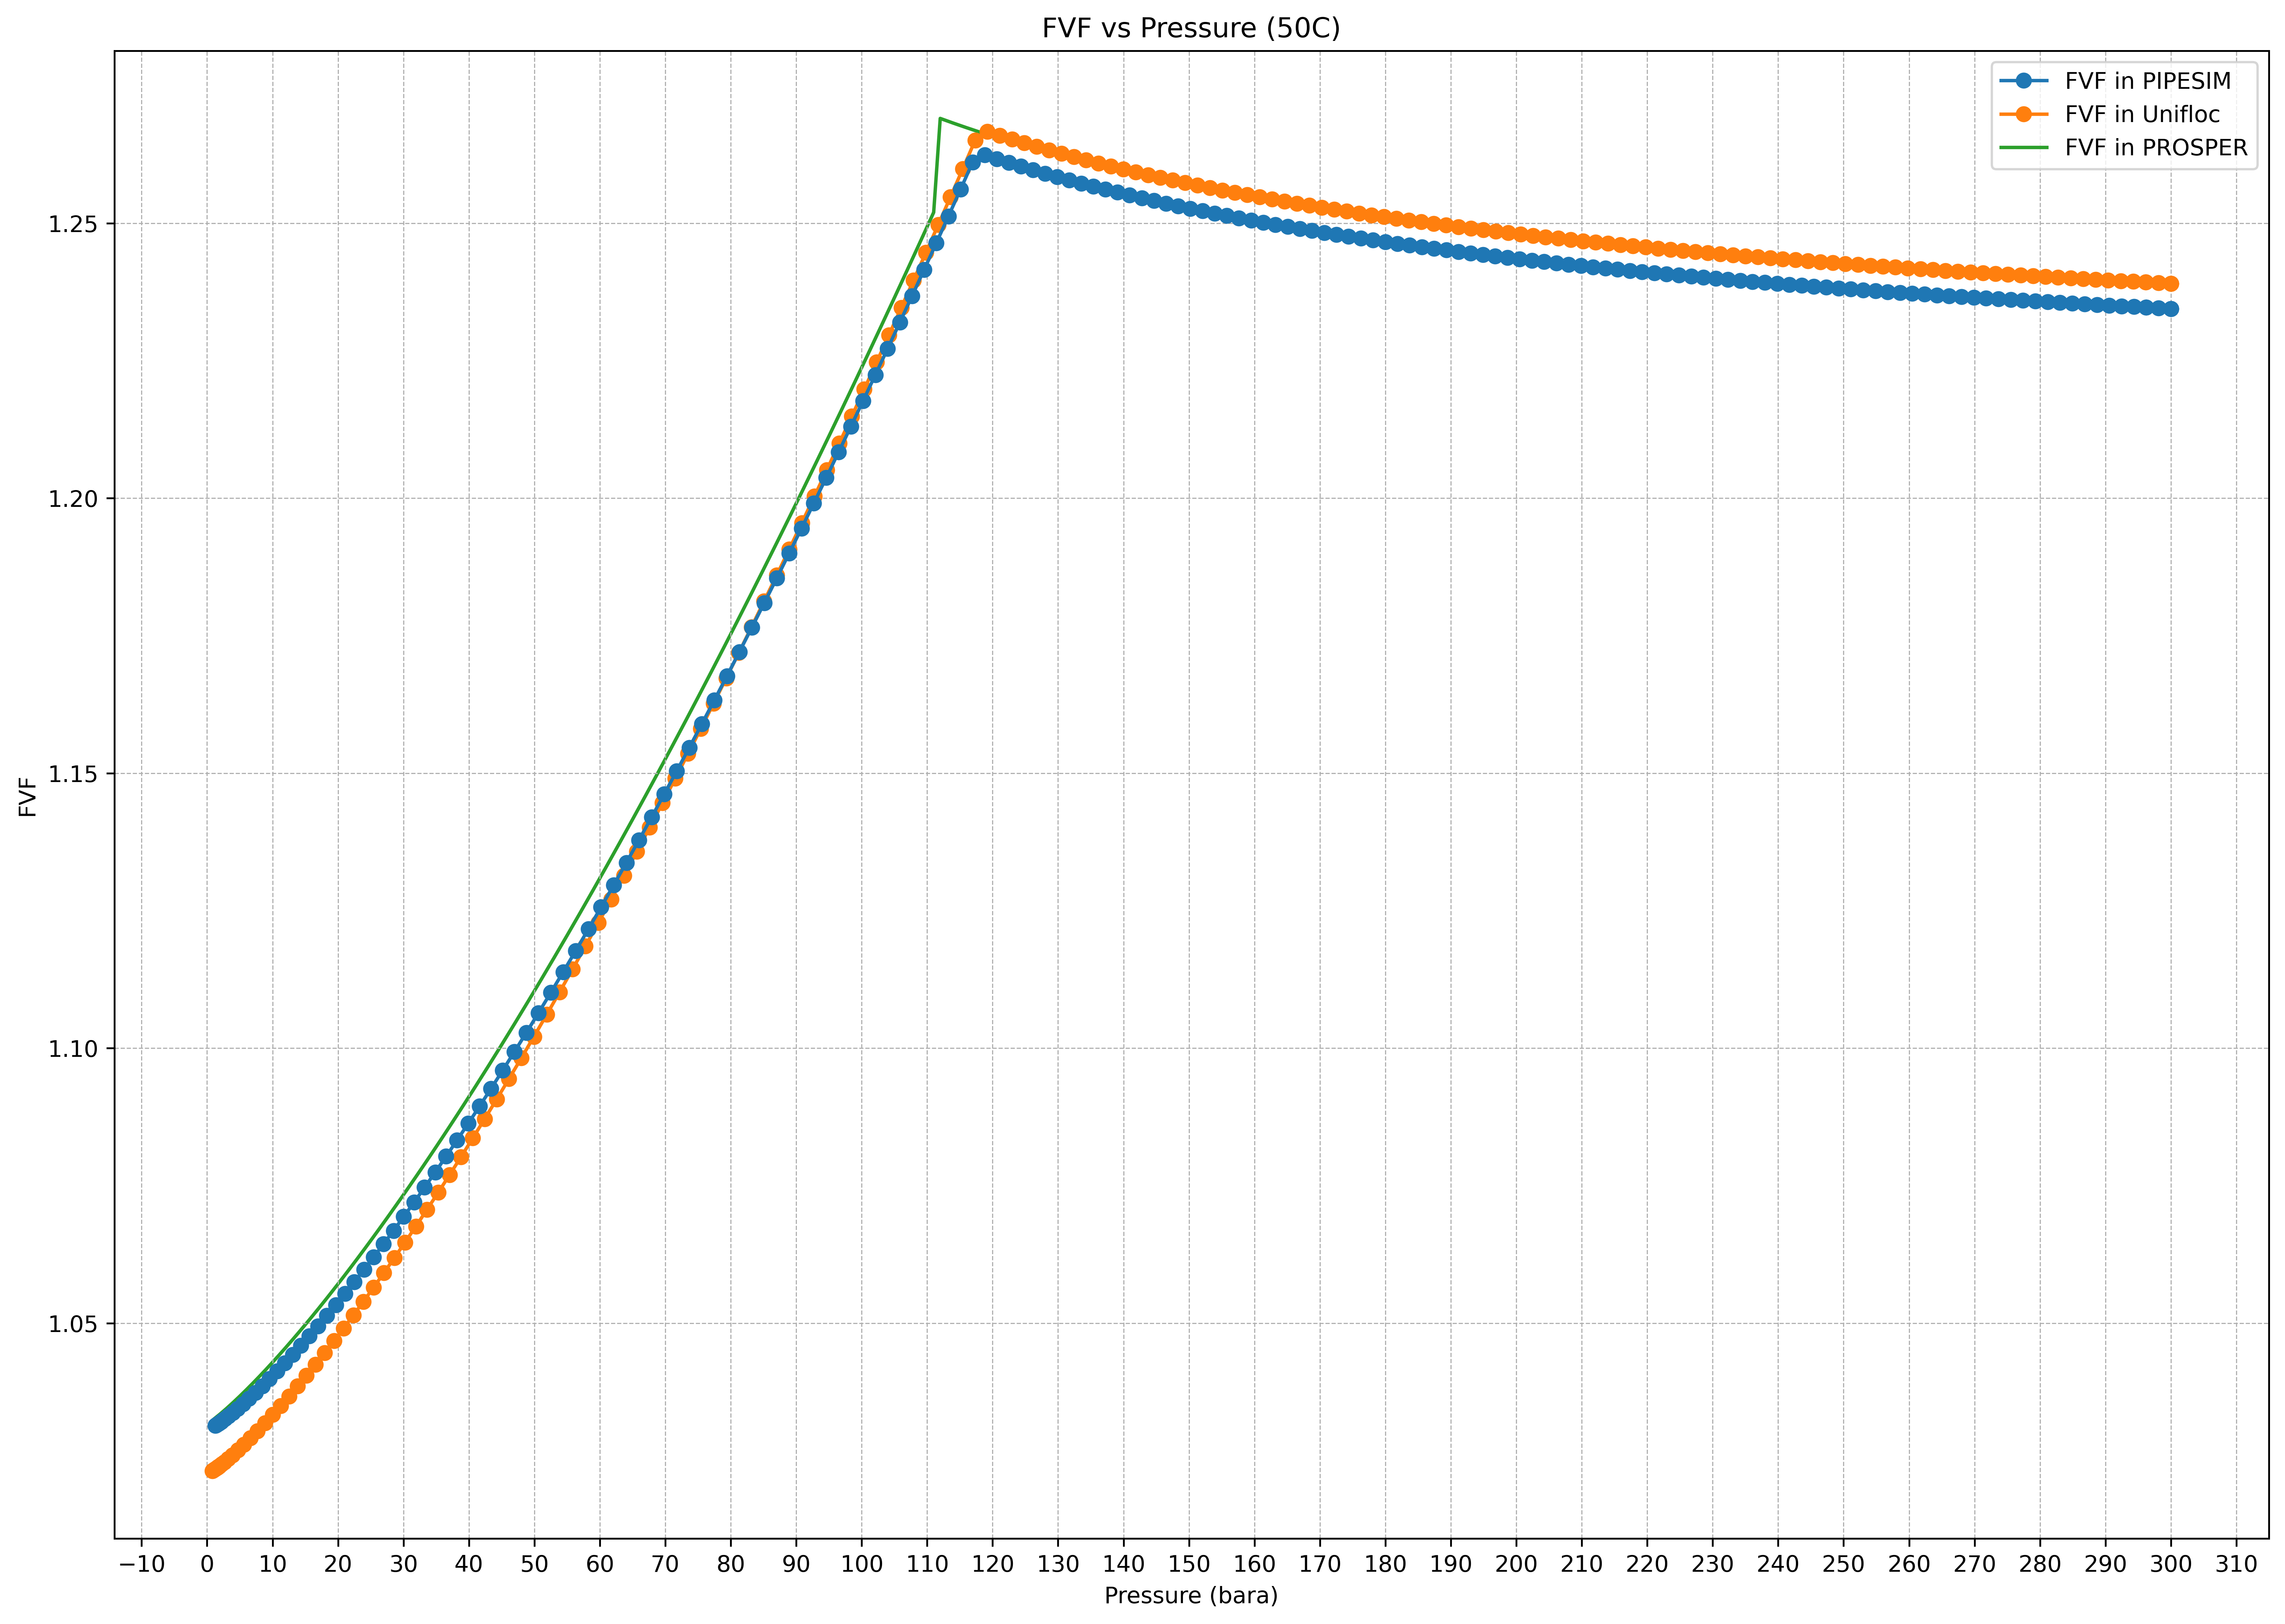 FVF vs Pressure (50C)
FVF in PIPESIM
FVF in Unifloc
FVF in PROSPER
FVF
1.25
1.20
1.15
1.10
1.05
−10 0 10 20 30 40 50 60 70 80 90 100 110 120 130 140 150 160 170 180 190 200 210 220 230 240 250 260 270 280 290 300 310
Pressure (bara)